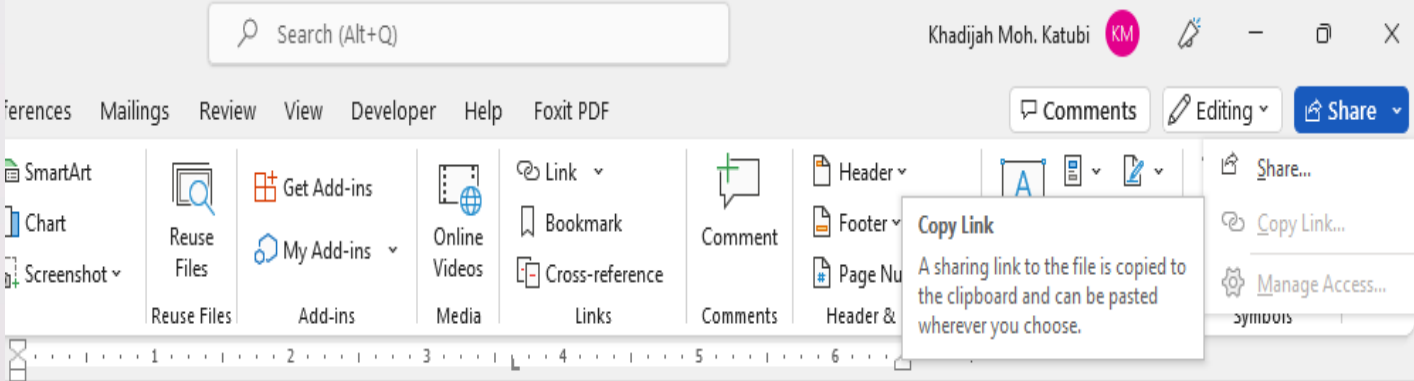 Search (Alt+Q)
Khadijah Moh. Katubi KM
ferences Mailings Review View Developer Help Foxit PDF
Comments Editing Share
SmartArt
Chart
Screenshot
Reuse
Files
Reuse Files
Get Add-ins
My Add-ins
Add-ins
Online
Videos
Media
Link
Bookmark
Cross-reference
Links
Comment
Comments
Header
Footer
Page Nu
Header &
A
Copy Link
A sharing link to the file is copied to
the clipboard and can be pasted
wherever you choose.
Share...
Copy Link...
Manage Access...
Symbols
1 2 3 4 5 6